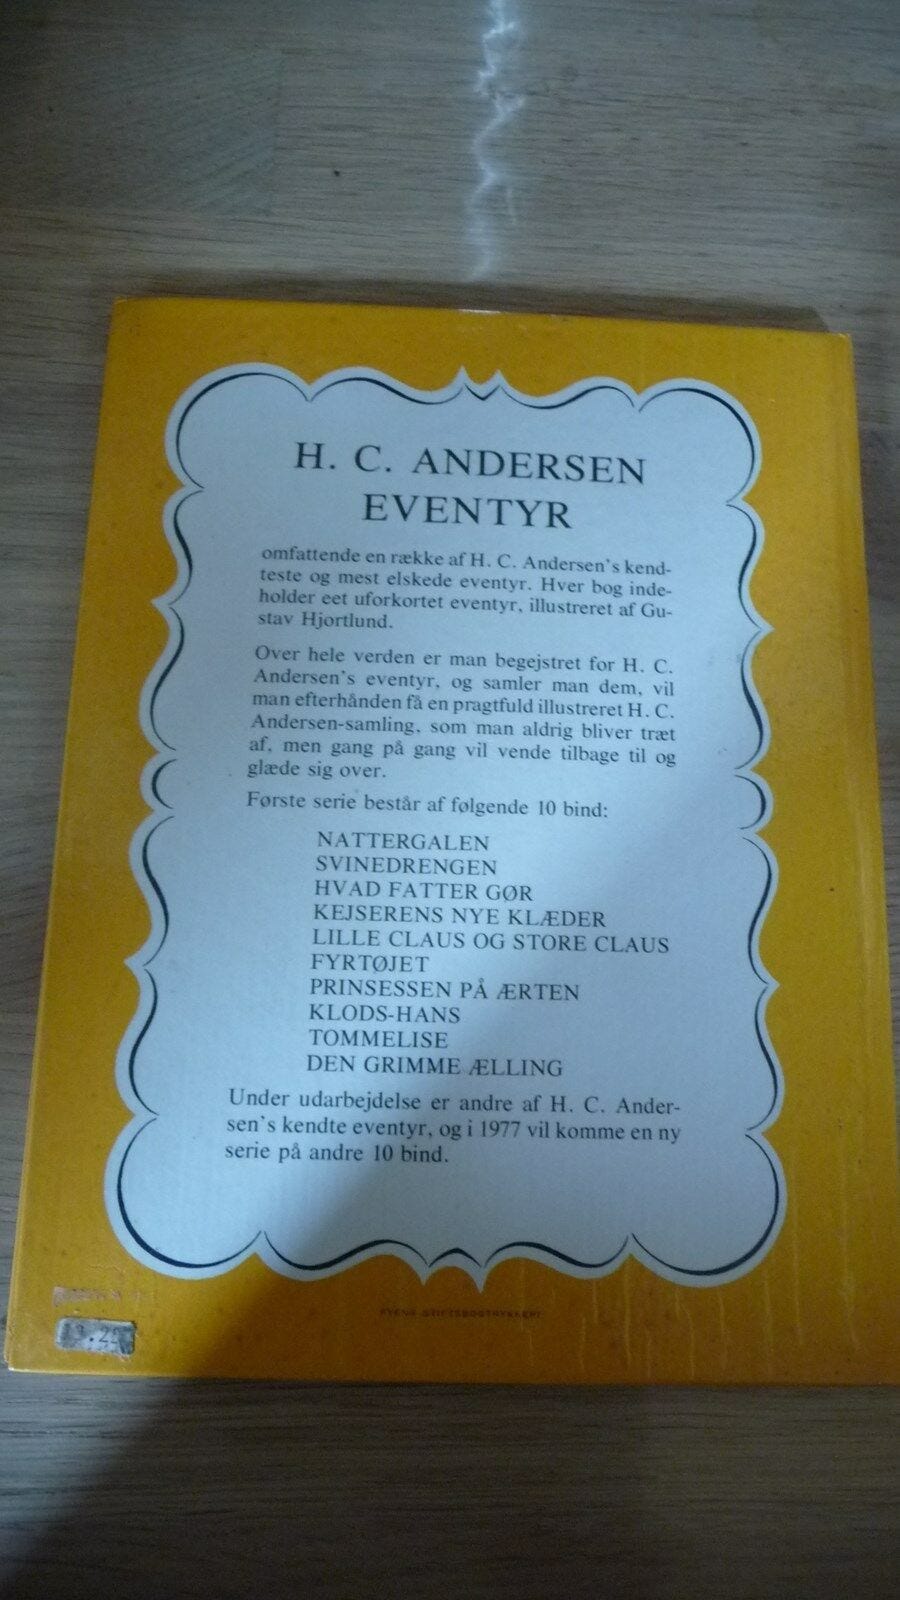 H. C. ANDERSEN
EVENTYR
omfattende en række af H. C. Andersen's kend-
teste og mest elskede eventyr. Hver bog inde-
holder eet uforkortet eventyr, illustreret af Gu-
stav Hjortlund.
Over hele verden er man begejstret for H. C.
Andersen's eventyr, og samler man dem, vil
man efterhånden få en pragtfuld illustreret H. C.
Andersen-samling, som man aldrig bliver træt
af, men gang på gang vil vende tilbage til og
glæde sig over.
Første serie består af følgende 10 bind:
NATTERGALEN
SVINEDRENGEN
HVAD FATTER GØR
KEJSERENS NYE KLÆDER
LILLE CLAUS OG STORE CLAUS
FYRTØJET
PRINSESSEN PÅ ÆRTEN
KLODS-HANS
TOMMELISE
DEN GRIMME ÆLLING
Under udarbejdelse er andre af H. C. Ander-
sen's kendte eventyr, og i 1977 vil komme en ny
serie på andre 10 bind.
FYENS STIFTSBOGTRYKKERI